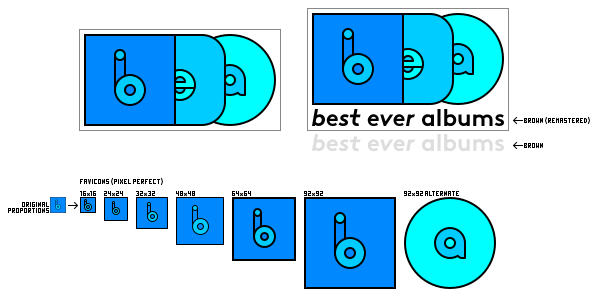 b e a
b e a
best ever albums
←BROWN (REMASTERED)
best ever albums
←BROWN
FAVICONS (PIXEL PERFECT)
16x16 24x24 32x32 48x48 64x64 92x92 92x92 ALTERNATE
ORIGINAL
PROPORTIONS →
b b b b b b b a